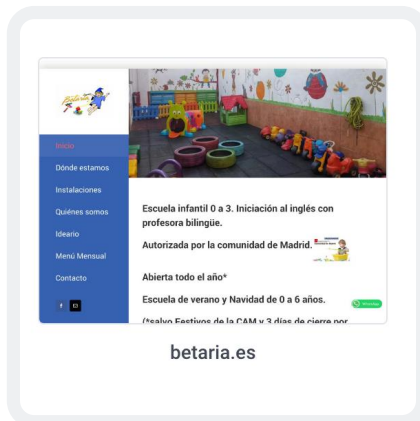 Betaria
Inicio
Dónde estamos
Instalaciones
Quiénes somos
Ideario
Menú Mensual
Contacto
Escuela infantil 0 a 3. Iniciación al inglés con
profesora bilingüe.
Autorizada por la comunidad de Madrid.
Abierta todo el año*
Escuela de verano y Navidad de 0 a 6 años.
WhatsApp
(*salvo Festivos de la CAM y 3 días de cierre por
betaria.es